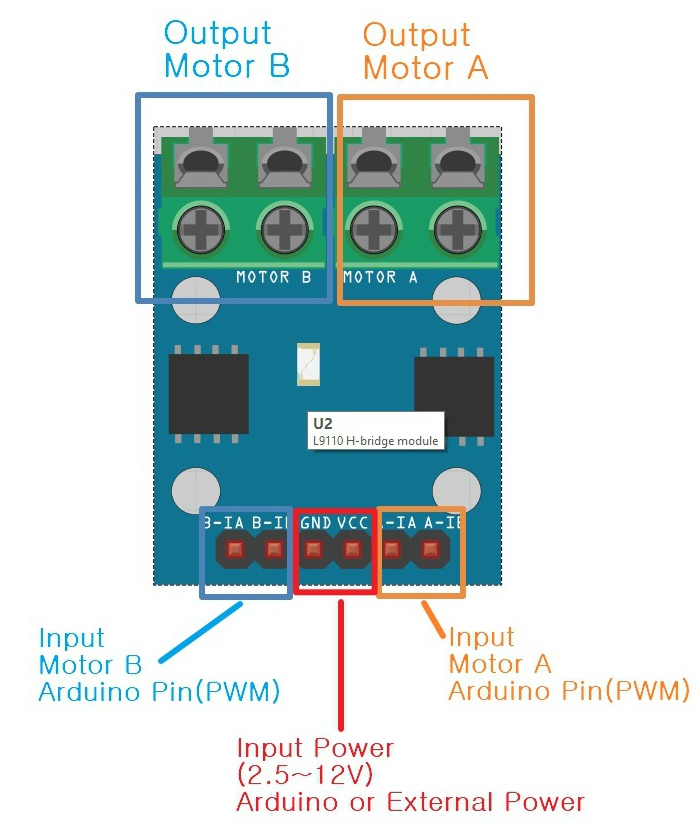 Output
Motor B
Output
Motor A
MOTOR B
MOTOR A
U2
L9110 H-bridge module
B-IA B-I GND VCC -IA A-IB
Input
Motor B
Arduino Pin(PWM)
Input
Motor A
Arduino Pin(PWM)
Input Power
(2.5~12V)
Arduino or External Power